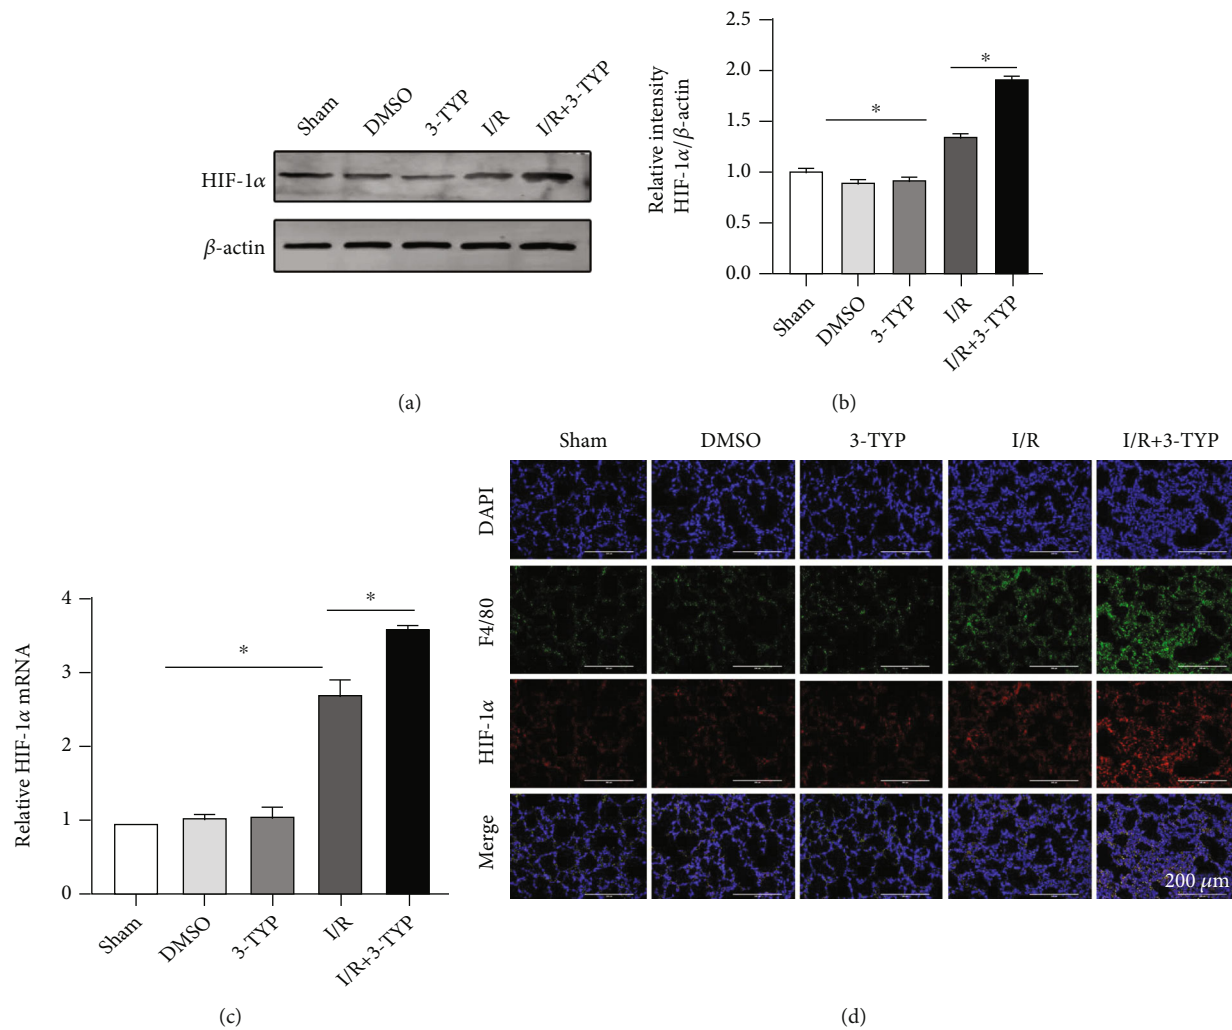 Sham DMSO 3-TYP I/R I/R+3-TYP
HIF-1α
β-actin
(a)
Relative intensity
HIF-1α/β-actin
2.5
2.0
1.5
1.0
0.5
0.0
*
*
Sham DMSO 3-TYP I/R I/R+3-TYP
(b)
Relative HIF-1α mRNA
4
3
2
1
0
*
*
Sham DMSO 3-TYP I/R I/R+3-TYP
(c)
Sham DMSO 3-TYP I/R I/R+3-TYP
DAPI
F4/80
HIF-1α
Merge
200 μm
(d)